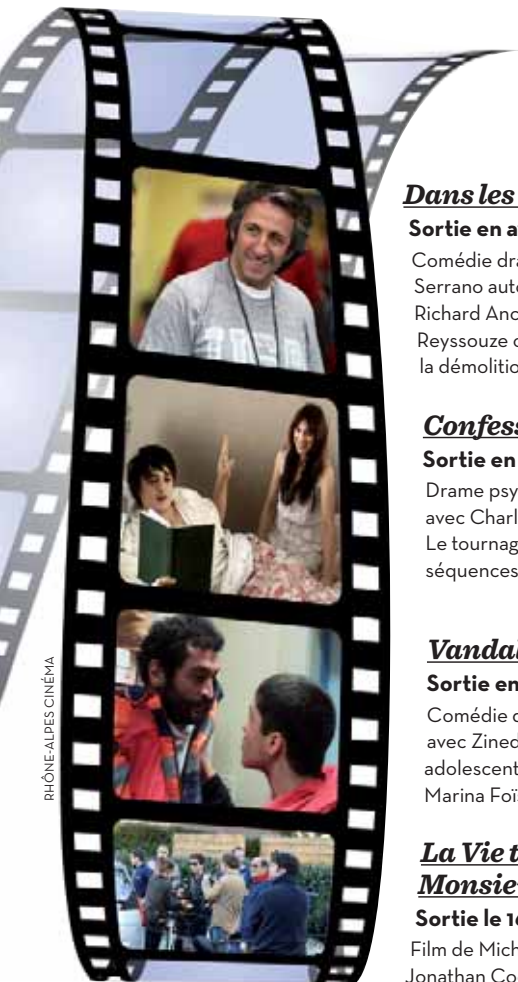 Dans les
Sortie en a
Comédie dra
Serrano aut
Richard Anc
Reyssouze c
la démolitio
Confess
Sortie en
Drame psy
avec Charl
Le tournag
séquences
Vandal
Sortie en
Comédie d
avec Zined
adolescent
Marina Foï
La Vie t
Monsie
Sortie le 1
Film de Mich
Jonathan Co
RHÔNE-ALPES CINÉMA